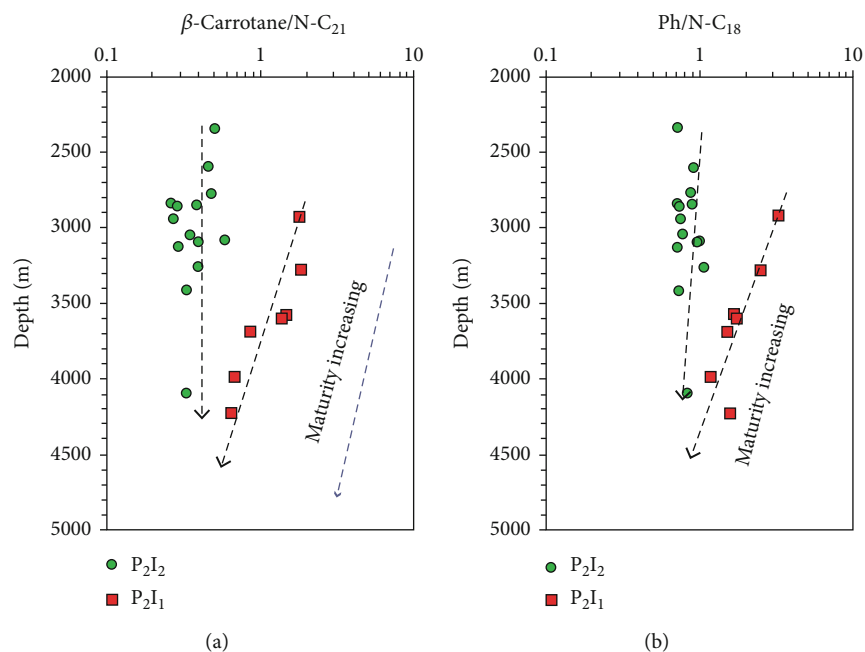 β-Carrotane/N-C₂₁
0.1 1 10
2000
2500
3000
3500
4000
4500
5000
Depth (m)
Maturity increasing
P₂I₂
P₂I₁
(a)
Ph/N-C₁₈
0.1 1 10
2000
2500
3000
3500
4000
4500
5000
Depth (m)
Maturity increasing
P₂I₂
P₂I₁
(b)